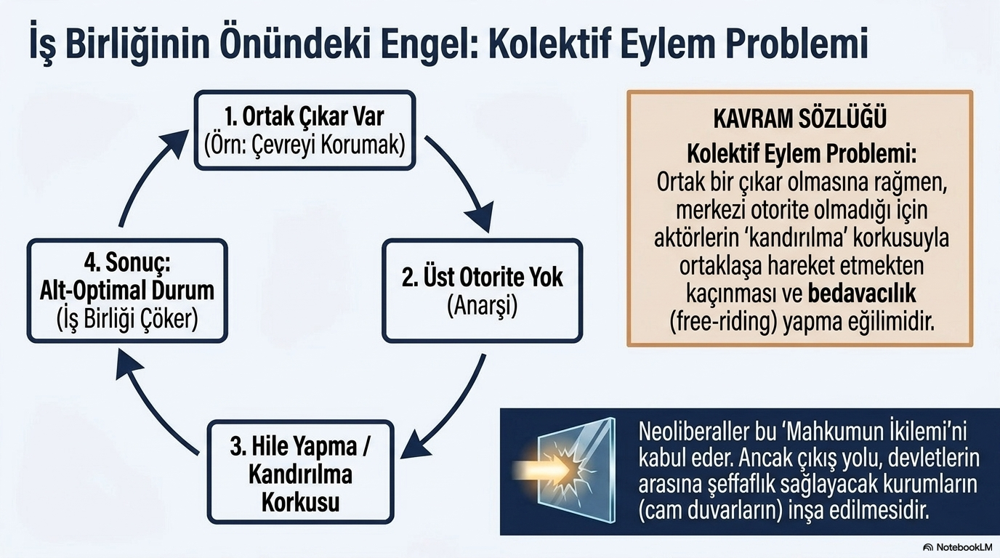 İş Birliğinin Önündeki Engel: Kolektif Eylem Problemi
1. Ortak Çıkar Var
(Örn: Çevreyi Korumak)
2. Üst Otorite Yok
(Anarşi)
3. Hile Yapma /
Kandırılma
Korkusu
4. Sonuç:
Alt-Optimal Durum
(İş Birliği Çöker)
KAVRAM SÖZLÜĞÜ
Kolektif Eylem Problemi:
Ortak bir çıkar olmasına rağmen,
merkezi otorite olmadığı için
aktörlerin ‘kandırılma’ korkusuyla
ortaklaşa hareket etmekten
kaçınması ve bedavacılık
(free-riding) yapma eğilimidir.
Neoliberaller bu ‘Mahkumun İkilemi’ni
kabul eder. Ancak çıkış yolu, devletlerin
arasına şeffaflık sağlayacak kurumların
(cam duvarların) inşa edilmesidir.
NotebookLM